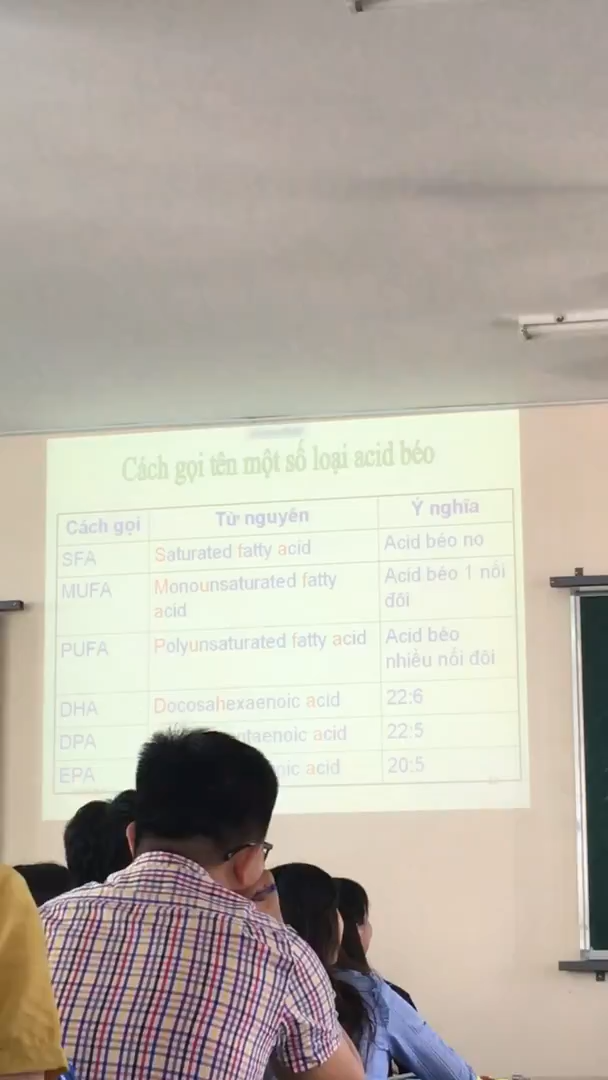 Cách gọi tên một số loại acid béo
Cách gọi Từ nguyên Ý nghĩa
SFA Saturated fatty acid Acid béo no
MUFA Monounsaturated fatty Acid béo 1 nối
acid đôi
PUFA Polyunsaturated fatty acid Acid béo
nhiều nối đôi
DHA Docosahexaenoic acid 22:6
DPA acid 22:5
EPA acid 20:5